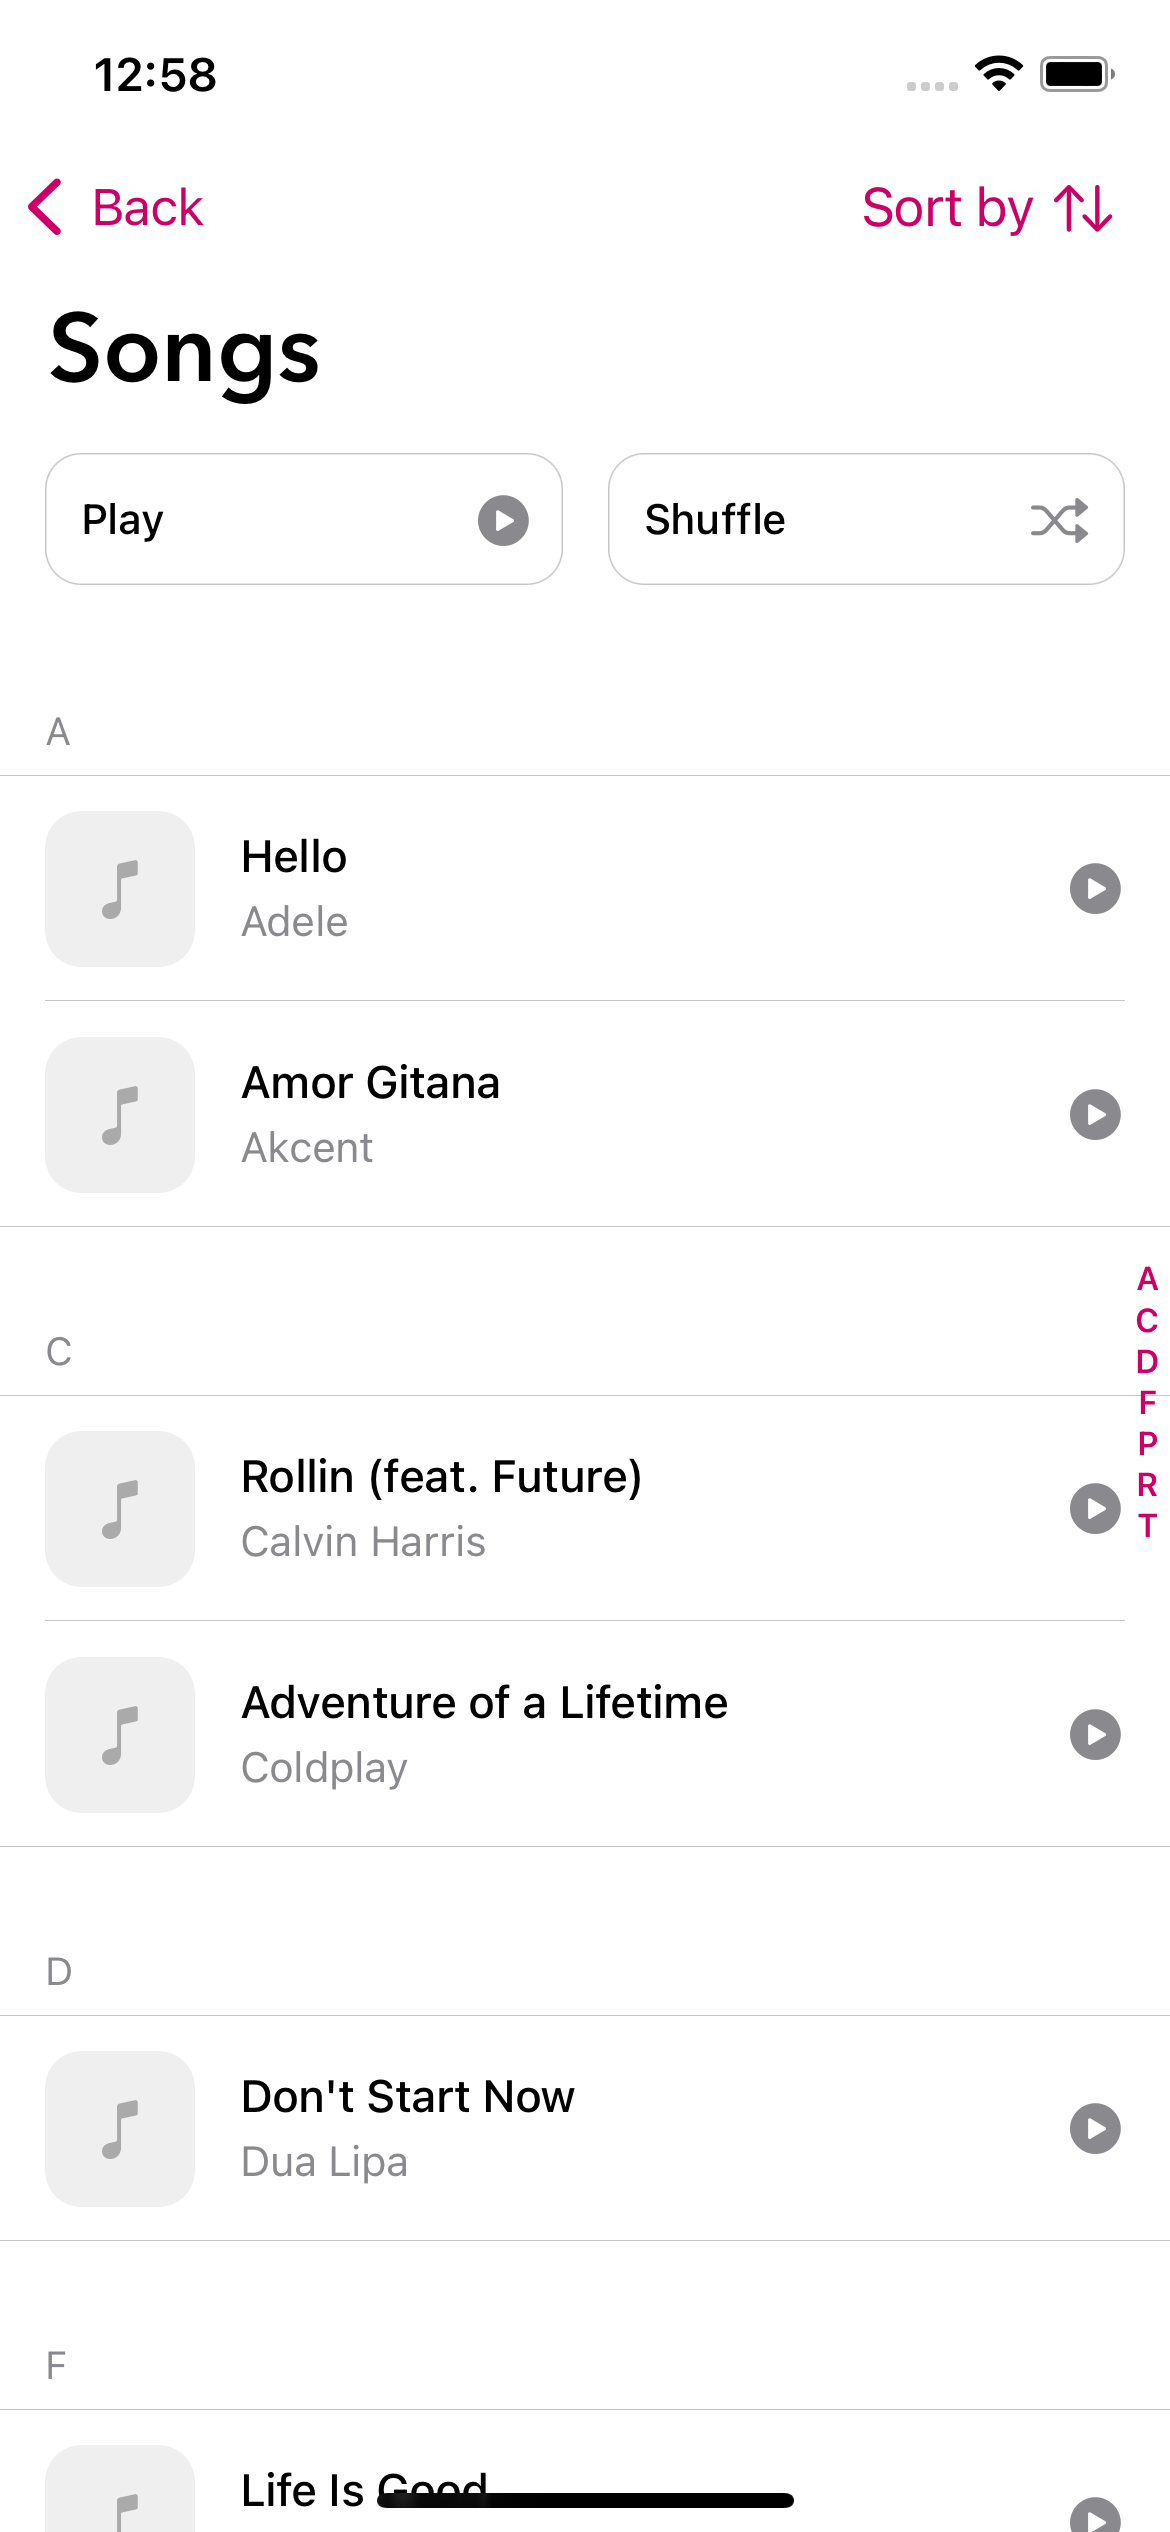 12:58
Back
Sort by
Songs
Play
Shuffle
A
Hello
Adele
Amor Gitana
Akcent
C
Rollin (feat. Future)
Calvin Harris
Adventure of a Lifetime
Coldplay
D
Don't Start Now
Dua Lipa
F
Life Is Good
A
C
D
F
P
R
T